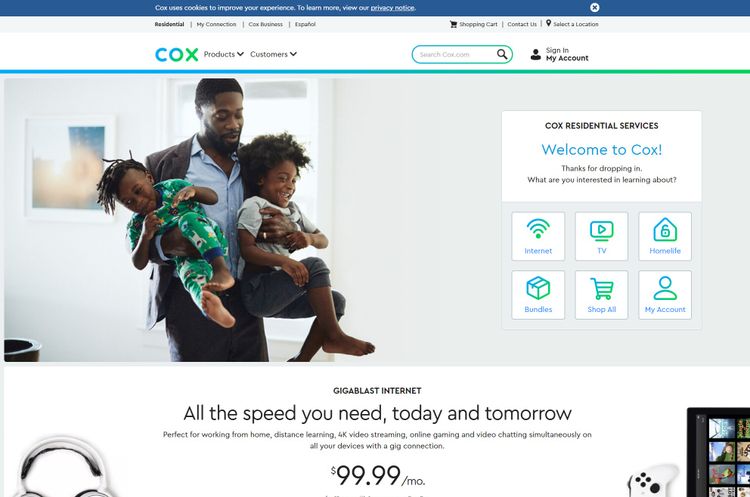 Cox uses cookies to improve your experience. To learn more, view our privacy notice.
Residential | My Connection | Cox Business | Español
Shopping Cart | Contact Us | Select a Location
COX Products Customers
Search Cox.com
Sign In
My Account
COX RESIDENTIAL SERVICES
Welcome to Cox!
Thanks for dropping in.
What are you interested in learning about?
Internet TV Homelife
Bundles Shop All My Account
GIGABLAST INTERNET
All the speed you need, today and tomorrow
Perfect for working from home, distance learning, 4K video streaming, online gaming and video chatting simultaneously on
all your devices with a gig connection.
$99.99/mo.